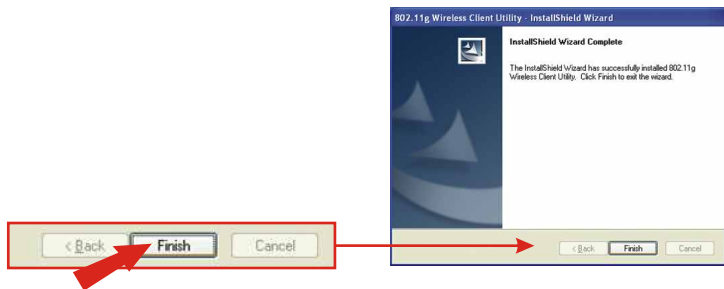 802.11g Wireless Client Utility - InstallShield Wizard
InstallShield Wizard Complete
The InstallShield Wizard has successfully installed 802.11g
Wireless Client Utility. Click Finish to exit the wizard.
< Back Finish Cancel
< Back Finish Cancel